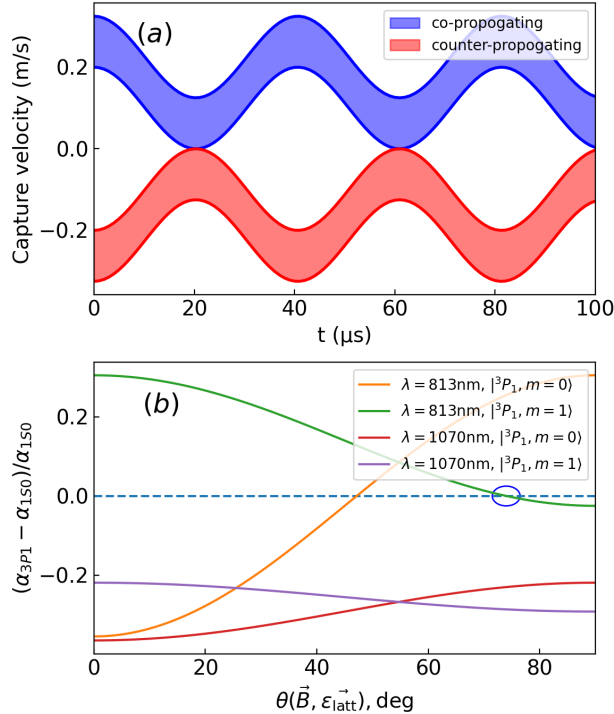 (a)
co-propogating
counter-propogating
Capture velocity (m/s)
0.2
0.0
−0.2
0 20 40 60 80 100
t (μs)
(b)
λ = 813nm, |³P₁, m = 0⟩
λ = 813nm, |³P₁, m = 1⟩
λ = 1070nm, |³P₁, m = 0⟩
λ = 1070nm, |³P₁, m = 1⟩
(α₃P₁ − α₁S₀)/α₁S₀
0.2
0.0
−0.2
0 20 40 60 80
θ(B⃗, ε⃗latt), deg